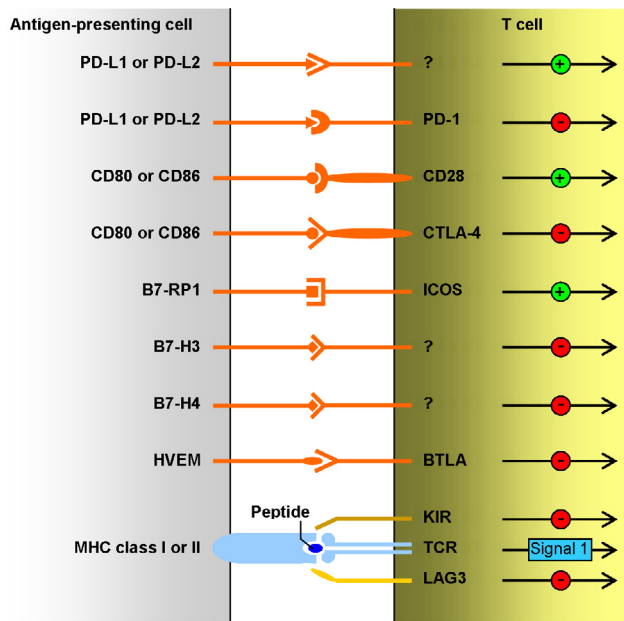 Antigen-presenting cell T cell
PD-L1 or PD-L2 ? +
PD-L1 or PD-L2 PD-1 -
CD80 or CD86 CD28 +
CD80 or CD86 CTLA-4 -
B7-RP1 ICOS +
B7-H3 ? -
B7-H4 ? -
HVEM BTLA -
Peptide KIR -
MHC class I or II TCR Signal 1
LAG3 -